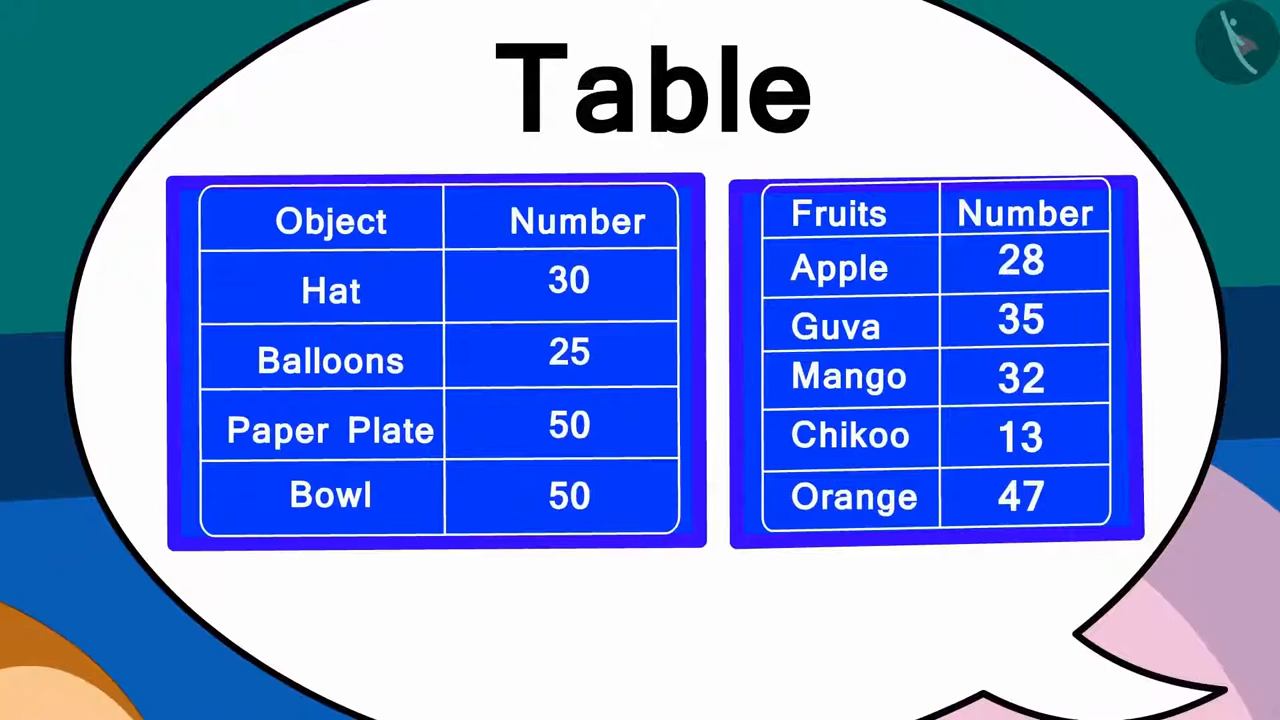 Table
Object Number
Hat 30
Balloons 25
Paper Plate 50
Bowl 50
Fruits Number
Apple 28
Guva 35
Mango 32
Chikoo 13
Orange 47